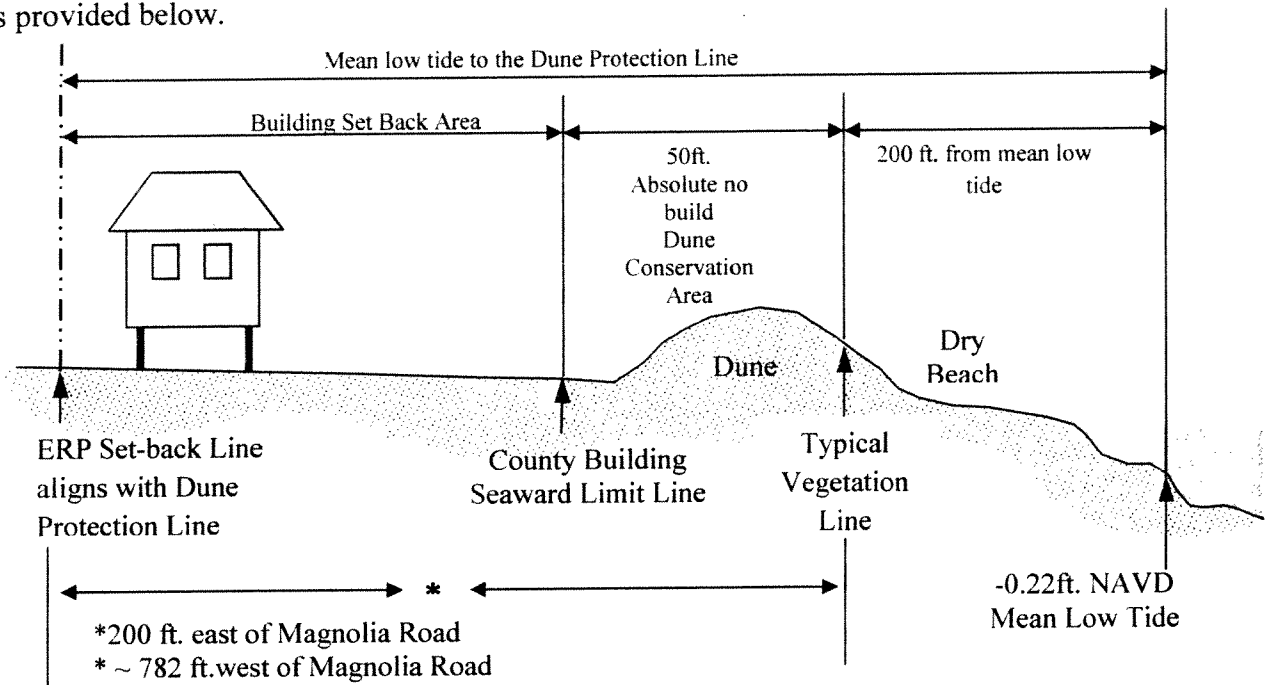 s provided below.
Mean low tide to the Dune Protection Line
Building Set Back Area
50ft.
Absolute no
build
Dune
Conservation
Area
200 ft. from mean low
tide
Dune
Dry
Beach
ERP Set-back Line
aligns with Dune
Protection Line
County Building
Seaward Limit Line
Typical
Vegetation
Line
-0.22ft. NAVD
Mean Low Tide
*
*200 ft. east of Magnolia Road
* ~ 782 ft.west of Magnolia Road